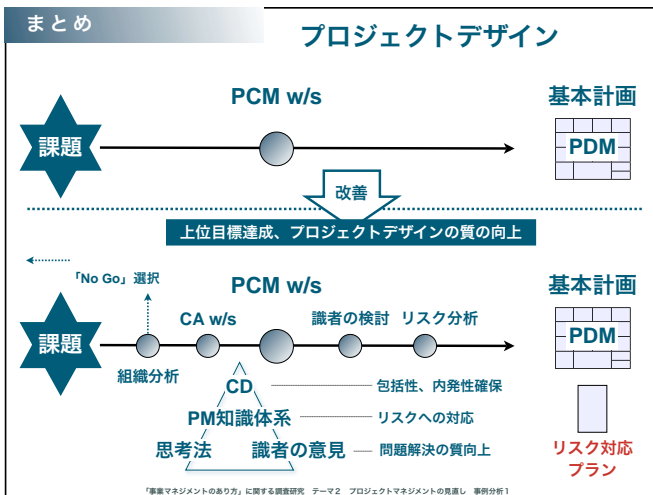 まとめ
プロジェクトデザイン
PCM w/s
基本計画
課題
PDM
改善
上位目標達成、プロジェクトデザインの質の向上
「No Go」選択
PCM w/s
基本計画
CA w/s
識者の検討
リスク分析
課題
PDM
組織分析
CD
包括性、内発性確保
PM知識体系
リスクへの対応
思考法
識者の意見
問題解決の質向上
リスク対応
プラン
「事業マネジメントのあり方」に関する調査研究 テーマ2 プロジェクトマネジメントの見直し 事例分析1